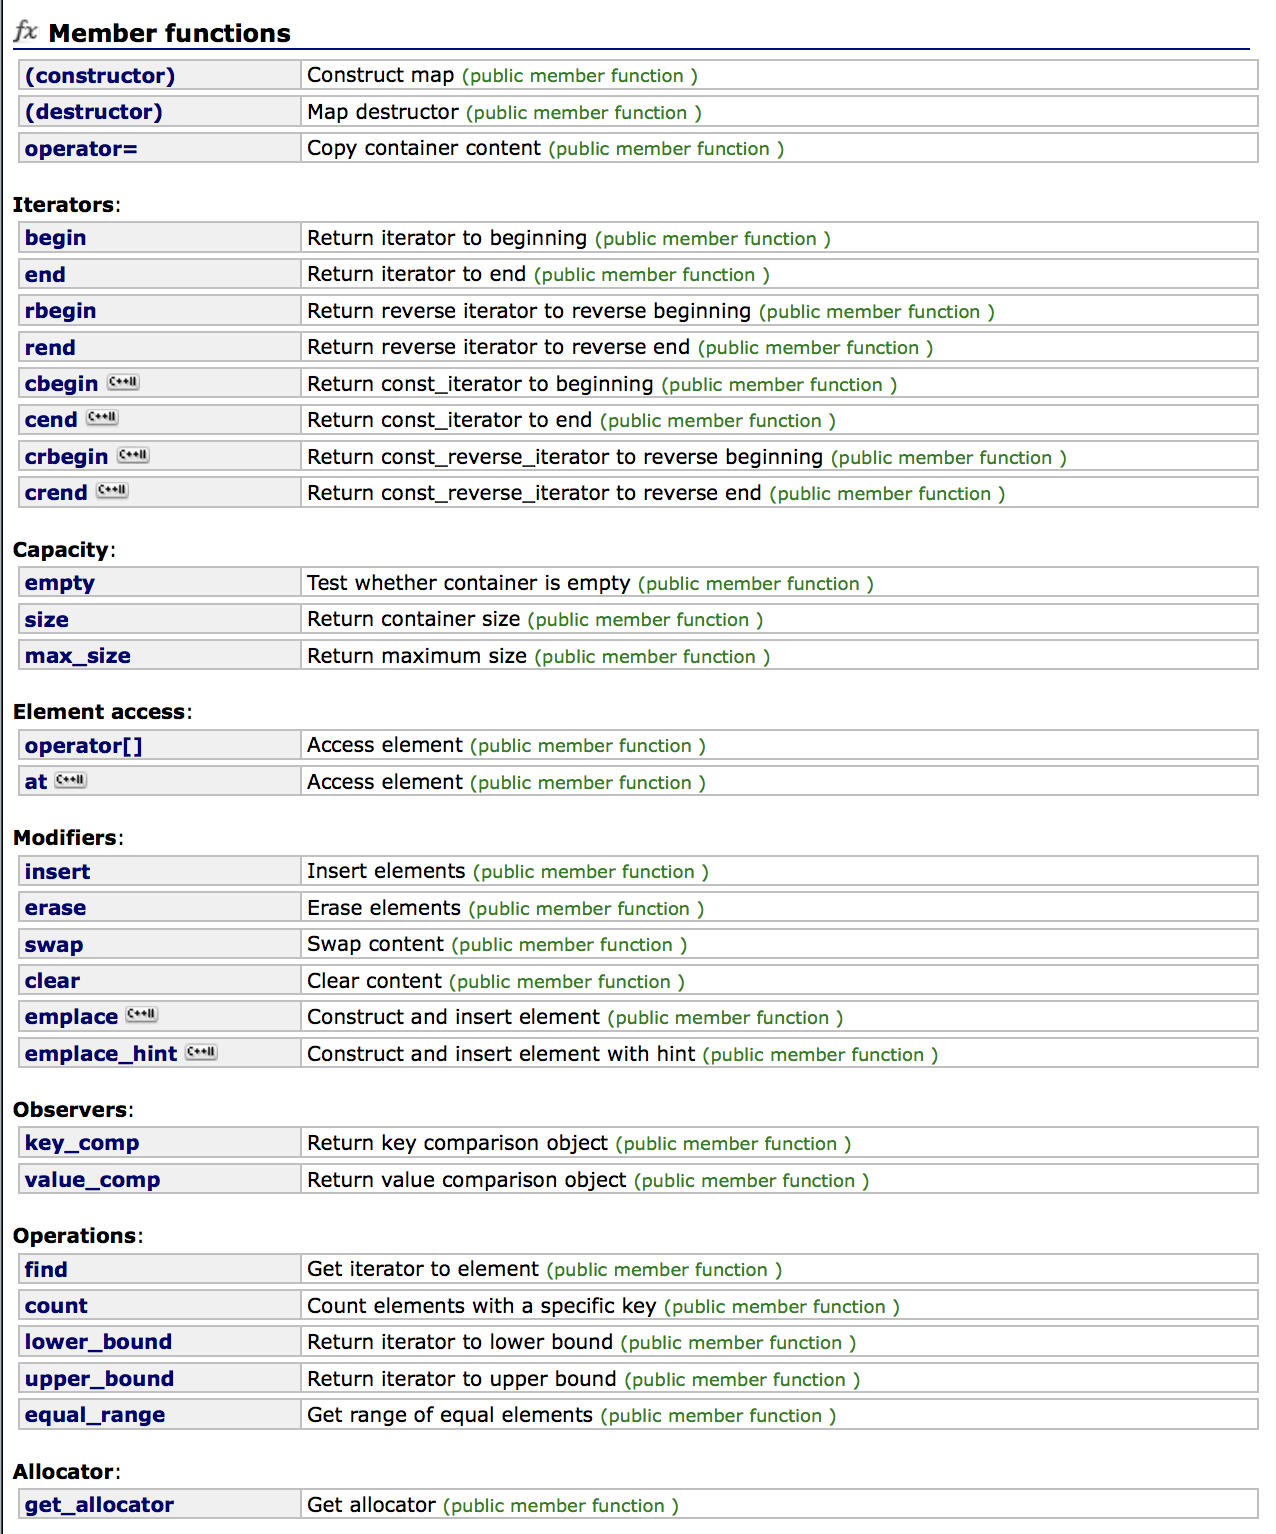 fx Member functions
(constructor) Construct map (public member function )
(destructor) Map destructor (public member function )
operator= Copy container content (public member function )
Iterators:
begin Return iterator to beginning (public member function )
end Return iterator to end (public member function )
rbegin Return reverse iterator to reverse beginning (public member function )
rend Return reverse iterator to reverse end (public member function )
cbegin C++11 Return const_iterator to beginning (public member function )
cend C++11 Return const_iterator to end (public member function )
crbegin C++11 Return const_reverse_iterator to reverse beginning (public member function )
crend C++11 Return const_reverse_iterator to reverse end (public member function )
Capacity:
empty Test whether container is empty (public member function )
size Return container size (public member function )
max_size Return maximum size (public member function )
Element access:
operator[] Access element (public member function )
at C++11 Access element (public member function )
Modifiers:
insert Insert elements (public member function )
erase Erase elements (public member function )
swap Swap content (public member function )
clear Clear content (public member function )
emplace C++11 Construct and insert element (public member function )
emplace_hint C++11 Construct and insert element with hint (public member function )
Observers:
key_comp Return key comparison object (public member function )
value_comp Return value comparison object (public member function )
Operations:
find Get iterator to element (public member function )
count Count elements with a specific key (public member function )
lower_bound Return iterator to lower bound (public member function )
upper_bound Return iterator to upper bound (public member function )
equal_range Get range of equal elements (public member function )
Allocator:
get_allocator Get allocator (public member function )